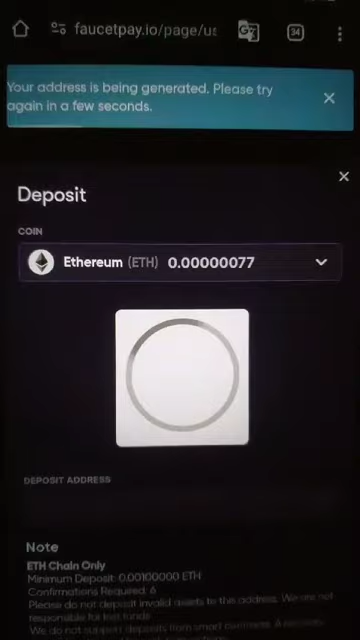 faucetpay.io/page/us
34
Your address is being generated. Please try
again in a few seconds.
Deposit
COIN
Ethereum (ETH) 0.00000077
DEPOSIT ADDRESS
Note
ETH Chain Only
Minimum Deposit: 0.00100000 ETH
Confirmations Required: 6
Please do not deposit invalid assets to this address. We are not
responsible for lost funds.
We do not support deposits from smart